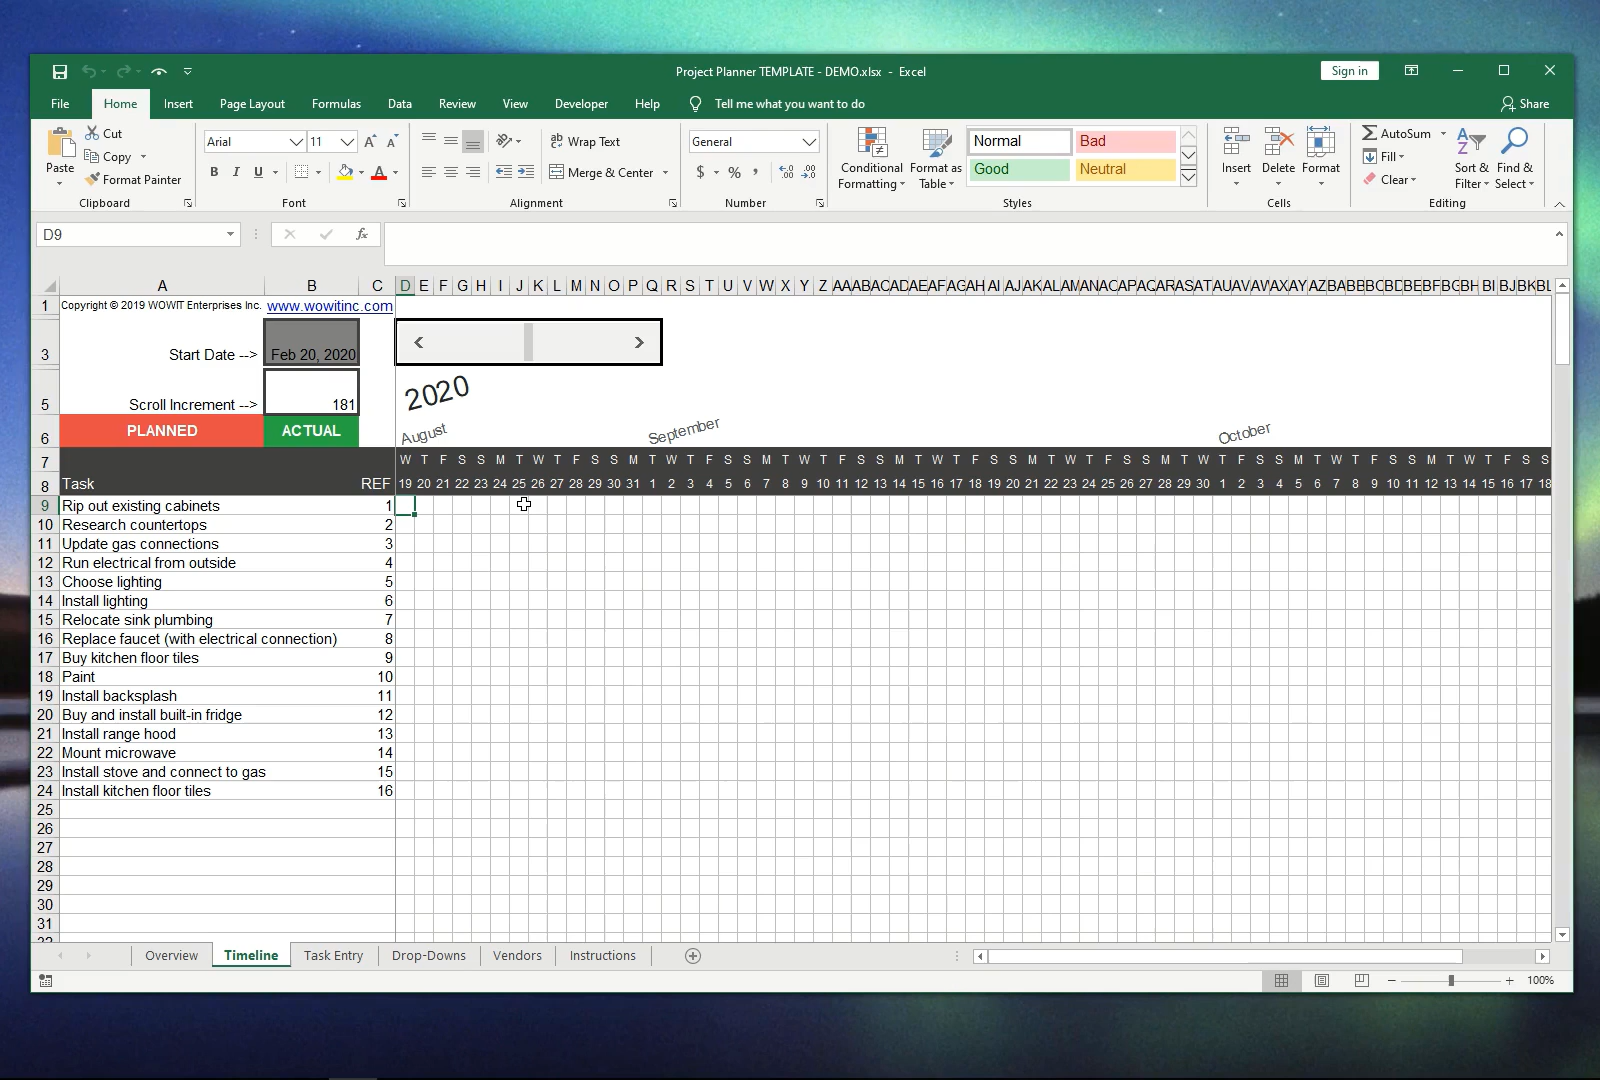 Project Planner TEMPLATE - DEMO.xlsx - Excel
Sign in
File Home Insert Page Layout Formulas Data Review View Developer Help Tell me what you want to do Share
Paste
Cut
Copy
Format Painter
Clipboard
Arial 11
B I U
Font
ab Wrap Text
Merge & Center
Alignment
General
$ % ,
Number
Conditional Formatting
Format as Table
Normal Bad
Good Neutral
Styles
Insert Delete Format
Cells
AutoSum
Fill
Clear
Sort & Filter
Find & Select
Editing
D9 fx
A B C D E F G H I J K L M N O P Q R S T U V W X Y Z AA AB AC AD AE AF AG AH AI AJ AK AL AM AN AO AP AQ AR AS AT AU AV AW AX AY AZ BA BB BC BD BE BF BG BH BI BJ BK BL
1 Copyright © 2019 WOWIT Enterprises Inc. www.wowitinc.com
3 Start Date --> Feb 20, 2020
2020
5 Scroll Increment --> 181
6 PLANNED ACTUAL August September October
7 W T F S S M T W T F S S M T W T F S S M T W T F S S M T W T F S S M T W T F S S M T W T F S S M T W T F S S M T W T F S S
8 Task REF 19 20 21 22 23 24 25 26 27 28 29 30 31 1 2 3 4 5 6 7 8 9 10 11 12 13 14 15 16 17 18 19 20 21 22 23 24 25 26 27 28 29 30 1 2 3 4 5 6 7 8 9 10 11 12 13 14 15 16 17 18
9 Rip out existing cabinets 1
10 Research countertops 2
11 Update gas connections 3
12 Run electrical from outside 4
13 Choose lighting 5
14 Install lighting 6
15 Relocate sink plumbing 7
16 Replace faucet (with electrical connection) 8
17 Buy kitchen floor tiles 9
18 Paint 10
19 Install backsplash 11
20 Buy and install built-in fridge 12
21 Install range hood 13
22 Mount microwave 14
23 Install stove and connect to gas 15
24 Install kitchen floor tiles 16
25
26
27
28
29
30
31
32
Overview Timeline Task Entry Drop-Downs Vendors Instructions
100%